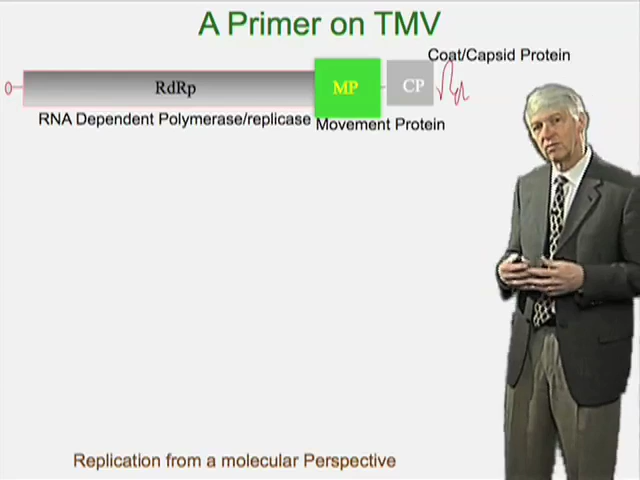 A Primer on TMV
Coat/Capsid Protein
RdRp
MP
CP
RNA Dependent Polymerase/replicase
Movement Protein
Replication from a molecular Perspective